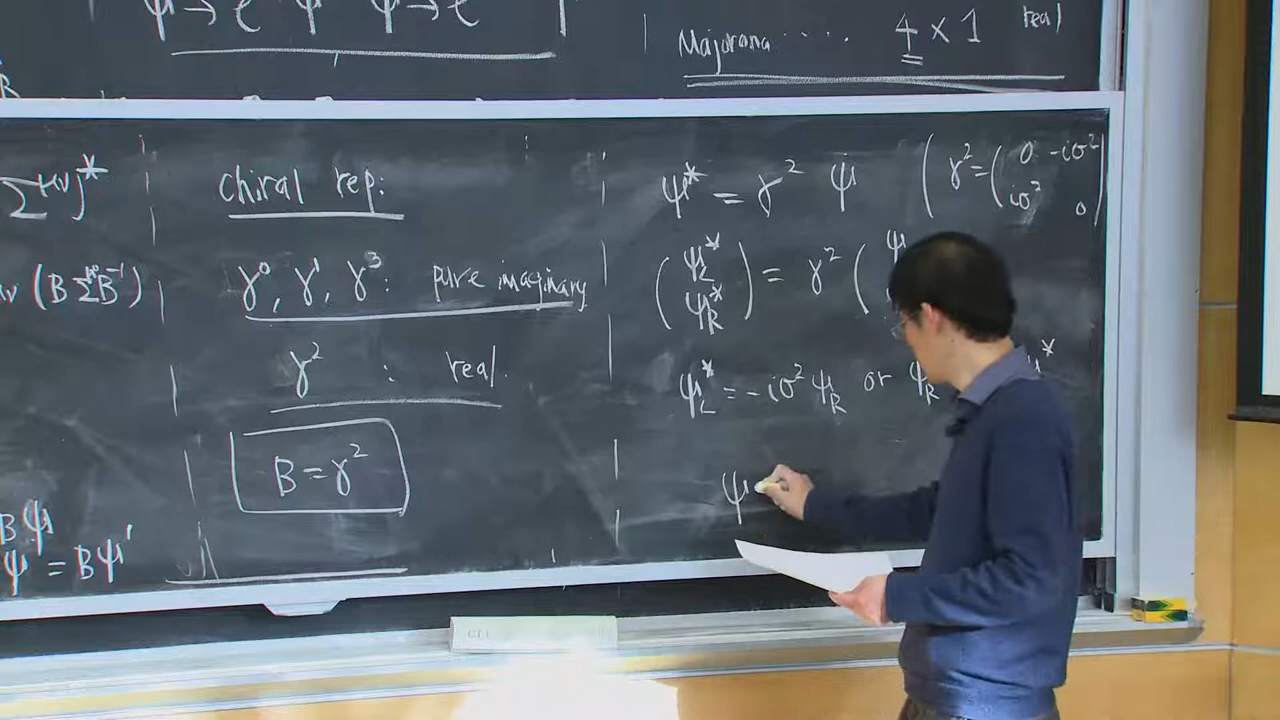 ψ → e ψ ψ → e
Majorana ..... 4 × 1 real
Σ^μν]*
(B Σ^μν B^-1)
Bψ
ψ' = Bψ'
Chiral rep:
γ^0, γ^1, γ^3 : pure imaginary
γ^2 : real.
B = γ^2
ψ* = γ^2 ψ (γ^2 = (0 -iσ^2
iσ^2 0)
(ψ_L* ψ_R*) = γ^2 (ψ
ψ_L* = -iσ^2 ψ_R or ψ_R *
ψ